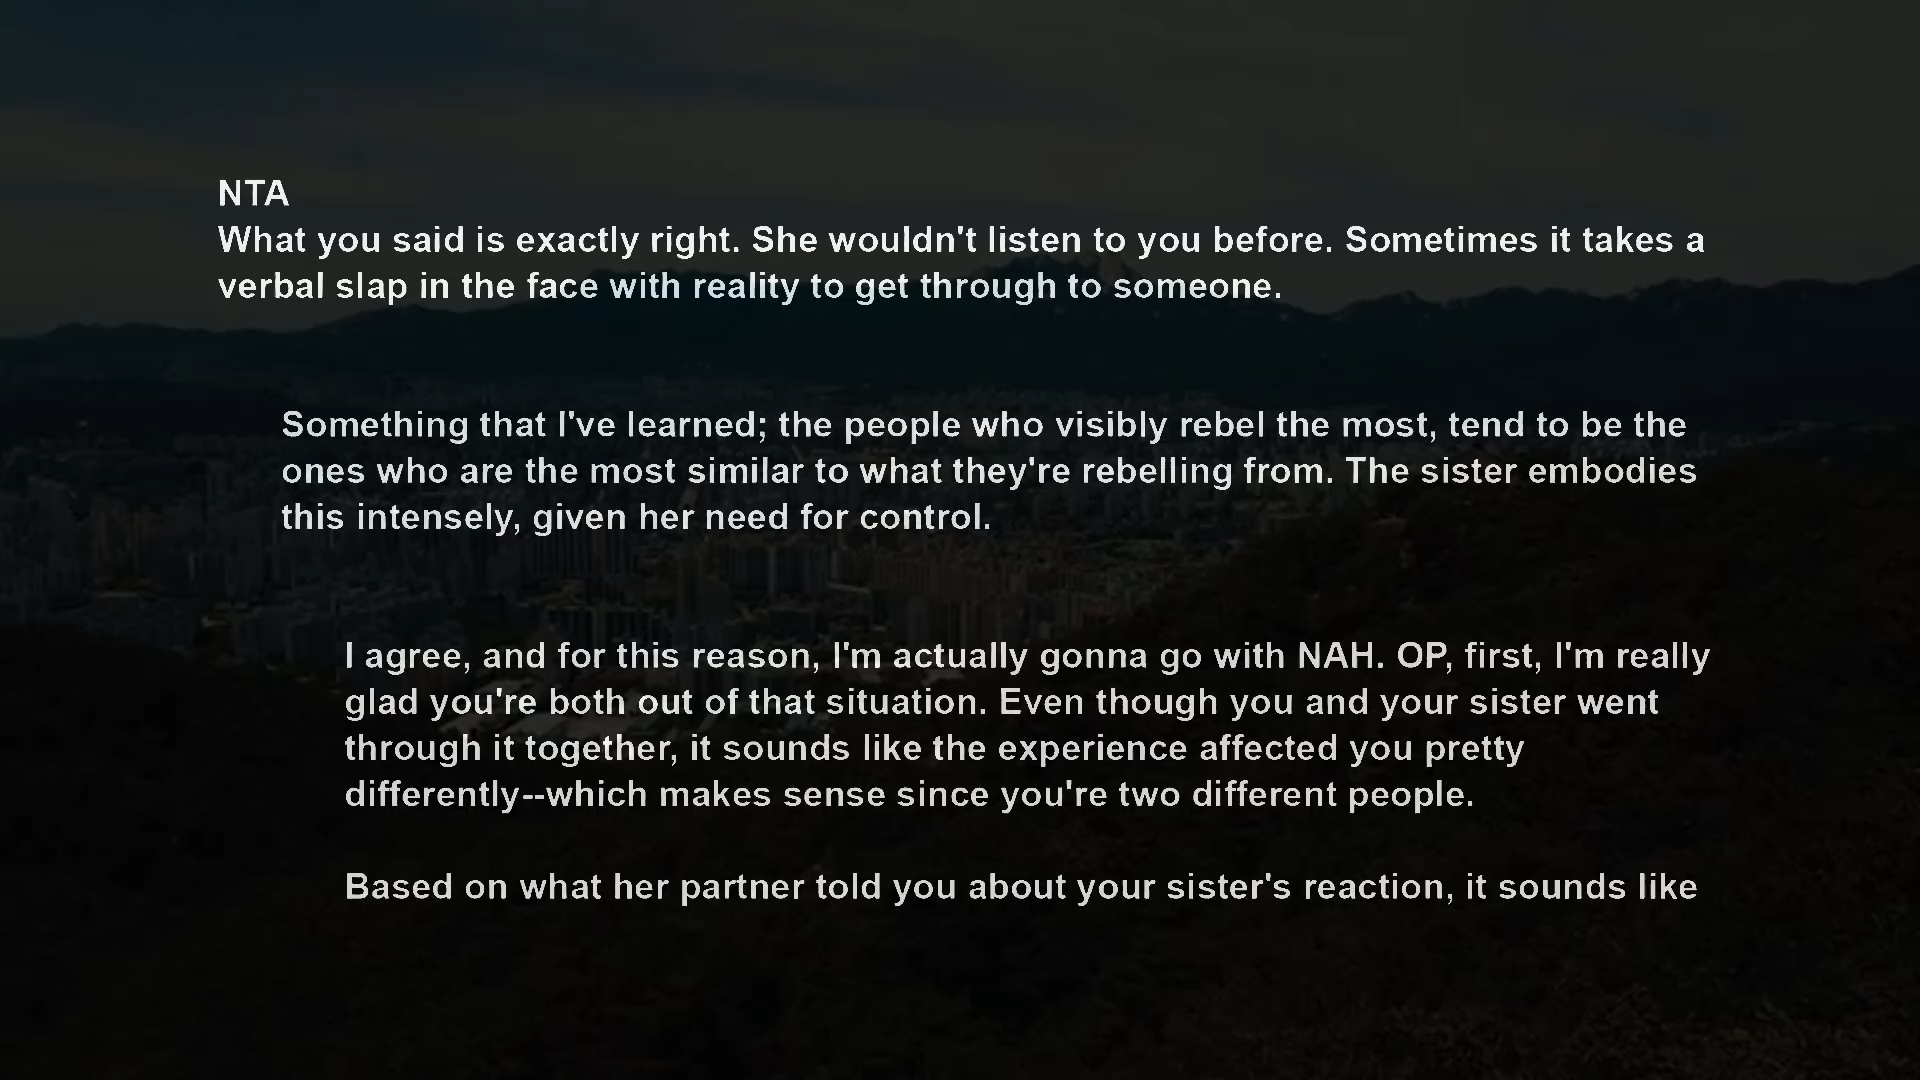 NTA
What you said is exactly right. She wouldn't listen to you before. Sometimes it takes a
verbal slap in the face with reality to get through to someone.
Something that I've learned; the people who visibly rebel the most, tend to be the
ones who are the most similar to what they're rebelling from. The sister embodies
this intensely, given her need for control.
I agree, and for this reason, I'm actually gonna go with NAH. OP, first, I'm really
glad you're both out of that situation. Even though you and your sister went
through it together, it sounds like the experience affected you pretty
differently--which makes sense since you're two different people.
Based on what her partner told you about your sister's reaction, it sounds like